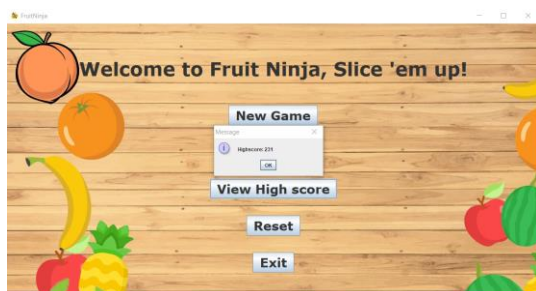 FruitNinja
Welcome to Fruit Ninja, Slice 'em up!
New Game
Message
Highscore: 231
OK
View High score
Reset
Exit